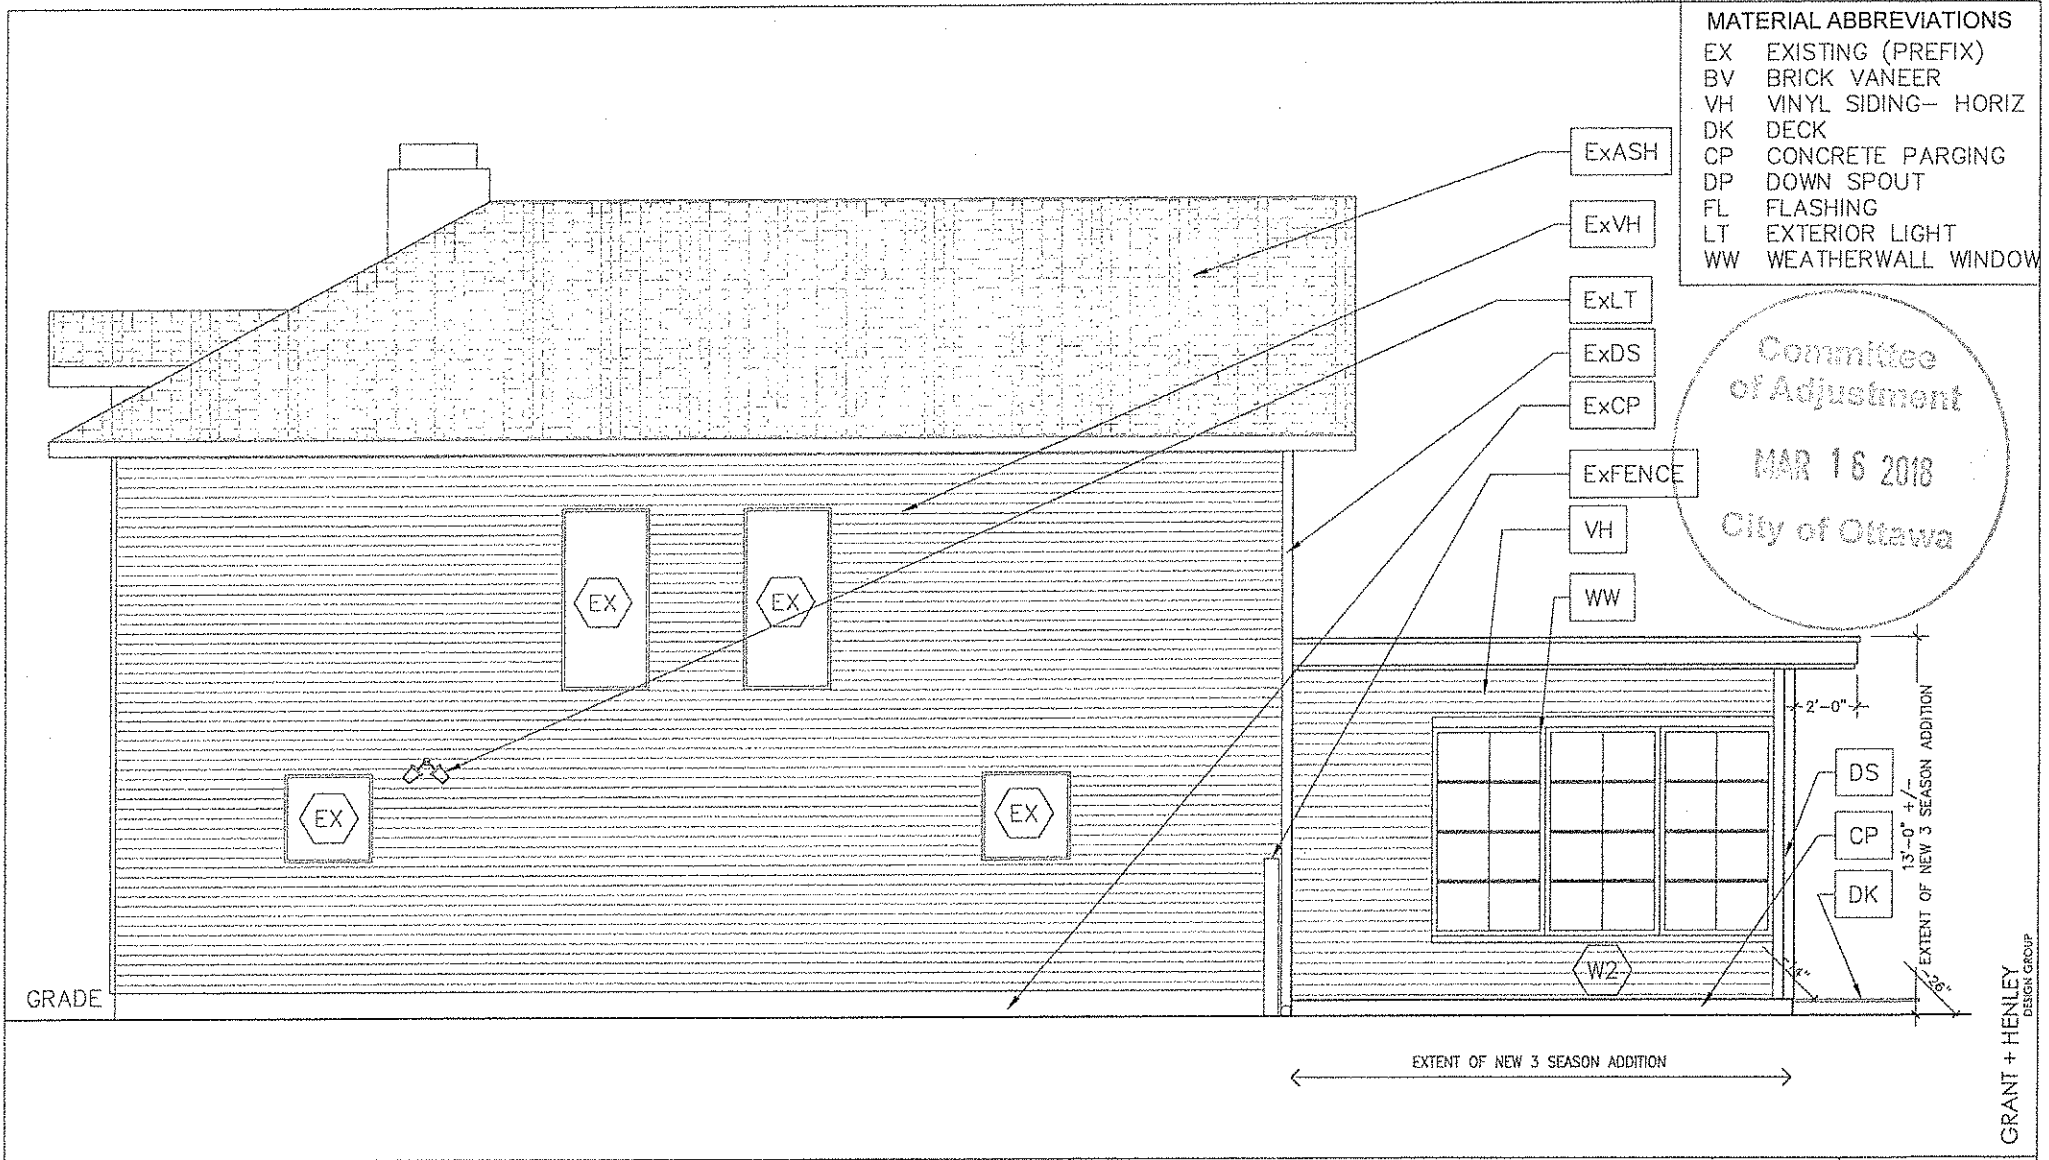 MATERIAL ABBREVIATIONS
EX EXISTING (PREFIX)
BV BRICK VANEER
VH VINYL SIDING- HORIZ
DK DECK
CP CONCRETE PARGING
DP DOWN SPOUT
FL FLASHING
LT EXTERIOR LIGHT
WW WEATHERWALL WINDOW
ExASH
ExVH
ExLT
ExDS
ExCP
ExFENCE
VH
WW
Committee
of Adjustment
MAR 16 2018
City of Ottawa
EX
EX
EX
EX
2'-0"
DS
CP
DK
13'-0" +/-
EXTENT OF NEW 3 SEASON ADDITION
W2
26"
GRADE
EXTENT OF NEW 3 SEASON ADDITION
GRANT + HENLEY
DESIGN GROUP